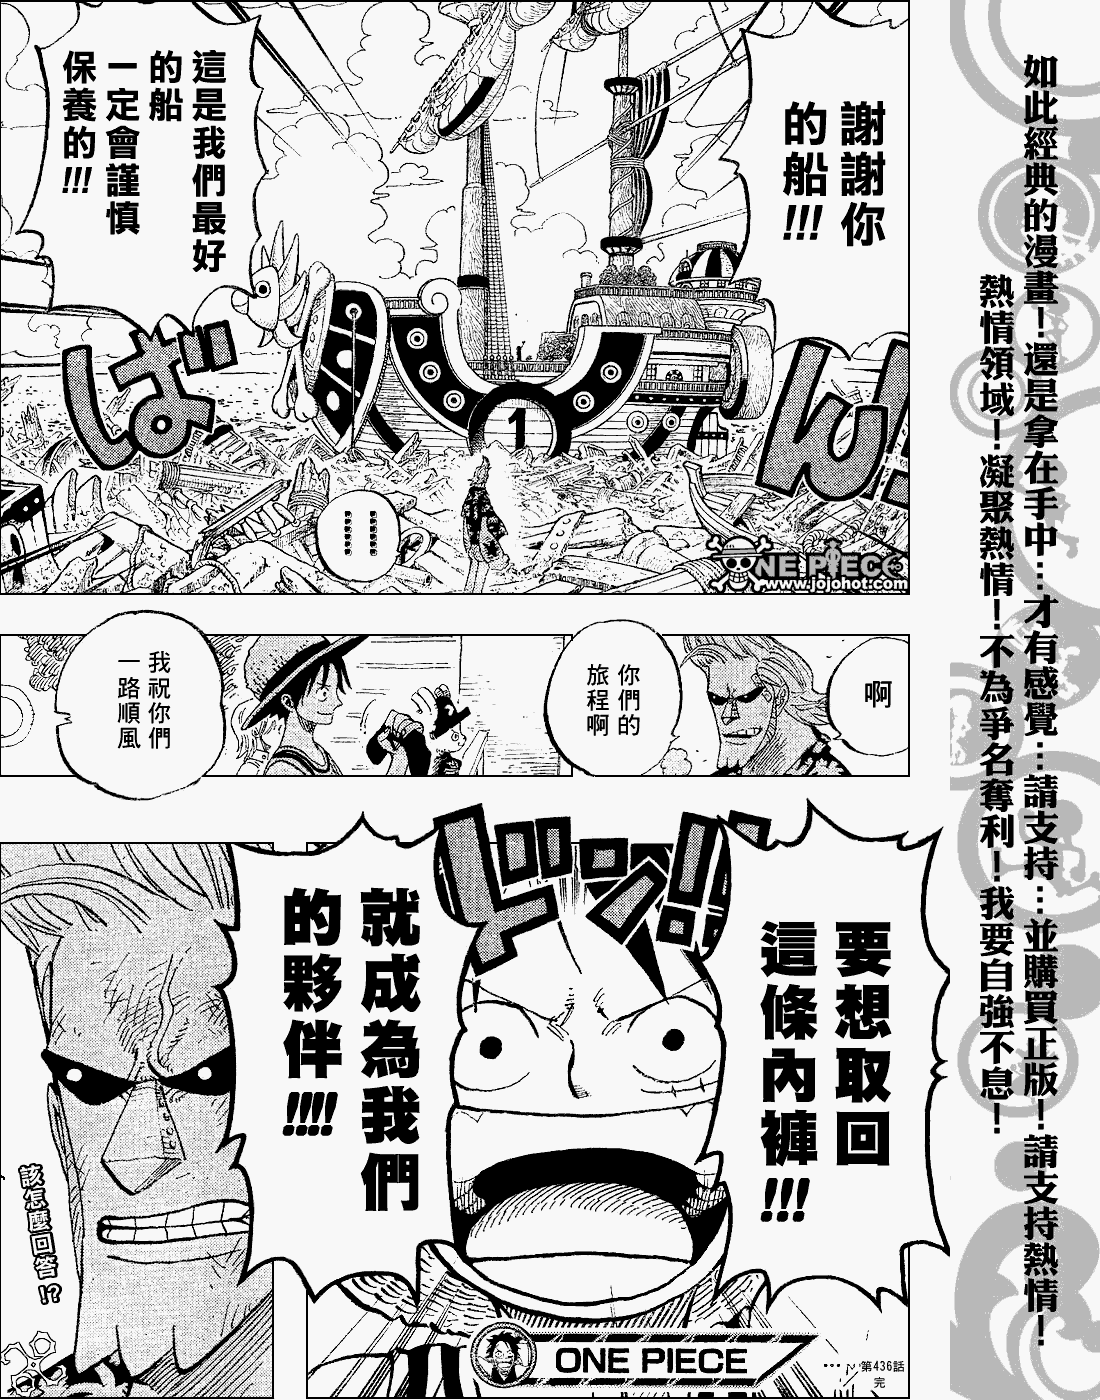 謝謝你
的船!!!
這是我們最好
的船
一定會謹慎
保養的!!!
ばん!
…………
ONE PIECE
www.jojohot.com
1
啊
你們的
旅程啊
我祝你們
一路順風
ドドン!!
要想取回
這條內褲!!!
就成為我們
的夥伴!!!!
該怎麼回答!?
ONE PIECE
第436話
完
如此經典的漫畫！還是拿在手中…才有感覺…請支持…並購買正版！請支持熱情！
熱情領域！凝聚熱情！不為爭名奪利！我要自強不息！